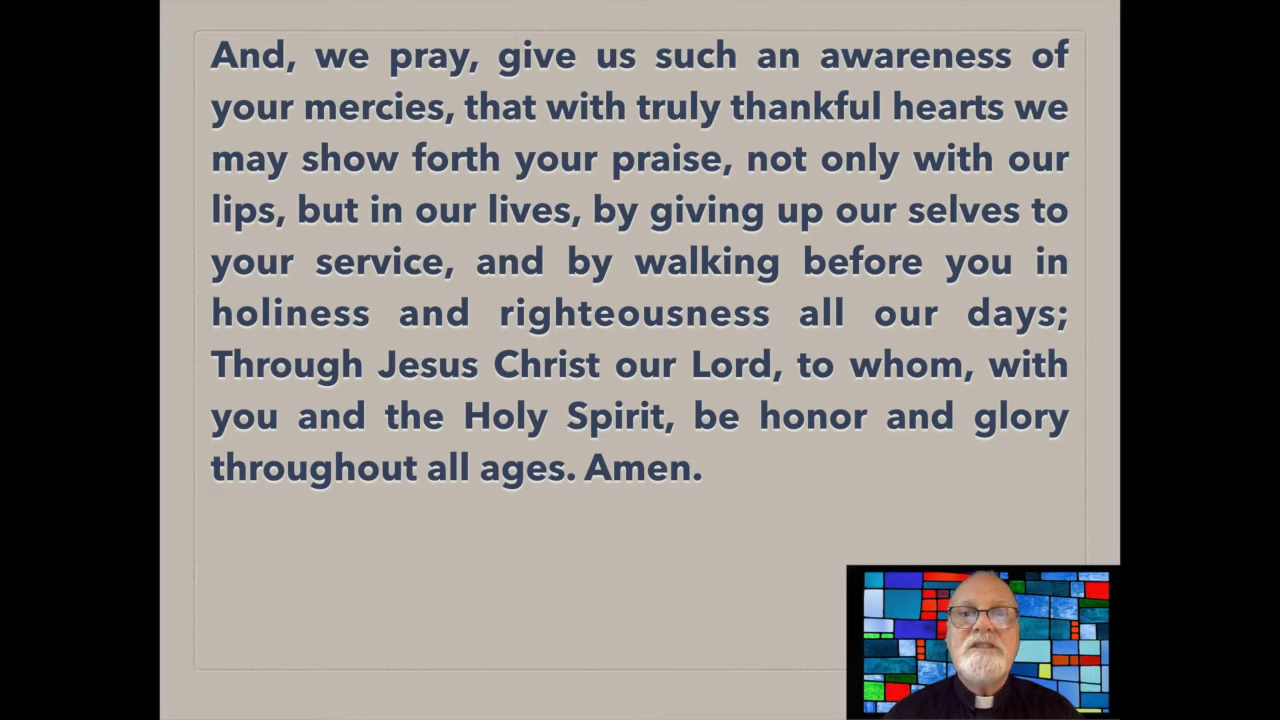 And, we pray, give us such an awareness of
your mercies, that with truly thankful hearts we
may show forth your praise, not only with our
lips, but in our lives, by giving up our selves to
your service, and by walking before you in
holiness and righteousness all our days;
Through Jesus Christ our Lord, to whom, with
you and the Holy Spirit, be honor and glory
throughout all ages. Amen.